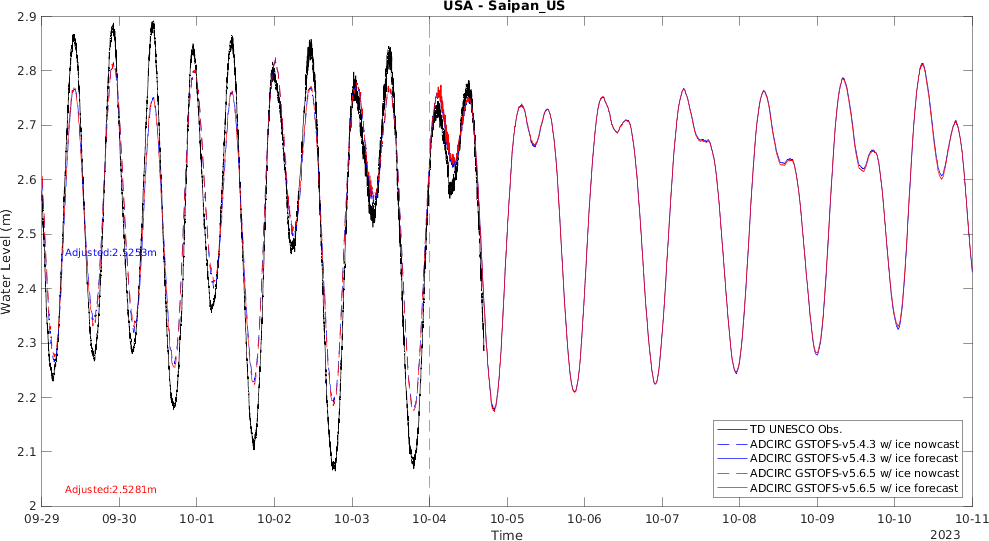 USA - Saipan_US
2.9
2.8
2.7
2.6
2.5
2.4
2.3
2.2
2.1
2
Water Level (m)
Adjusted:2.5253m
Adjusted:2.5281m
TD UNESCO Obs.
ADCIRC GSTOFS-v5.4.3 w/ ice nowcast
ADCIRC GSTOFS-v5.4.3 w/ ice forecast
ADCIRC GSTOFS-v5.6.5 w/ ice nowcast
ADCIRC GSTOFS-v5.6.5 w/ ice forecast
09-29 09-30 10-01 10-02 10-03 10-04 10-05 10-06 10-07 10-08 10-09 10-10 10-11
Time
2023